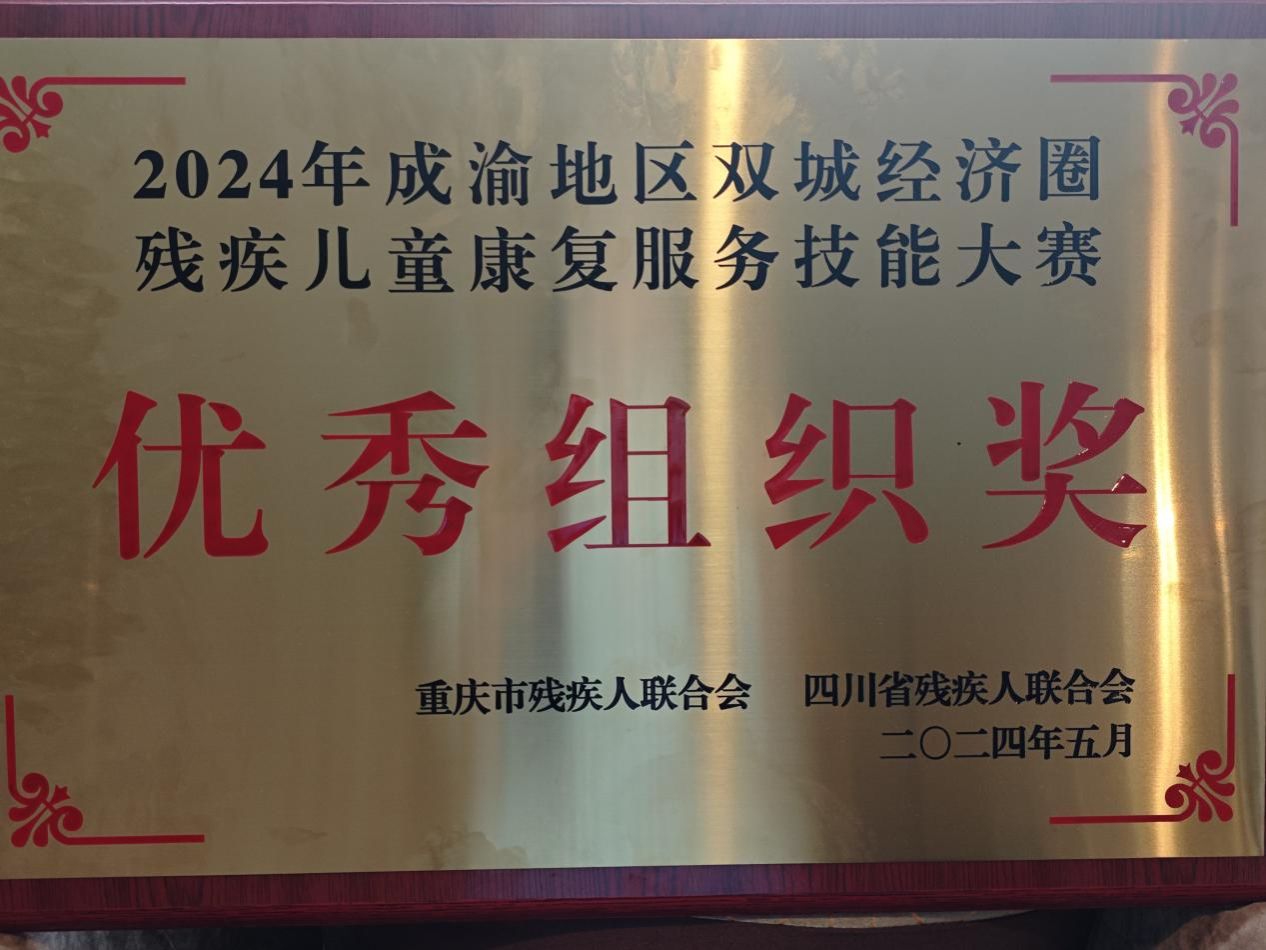 2024年成渝地区双城经济圈
残疾儿童康复服务技能大赛
优秀组织奖
重庆市残疾人联合会 四川省残疾人联合会
二〇二四年五月